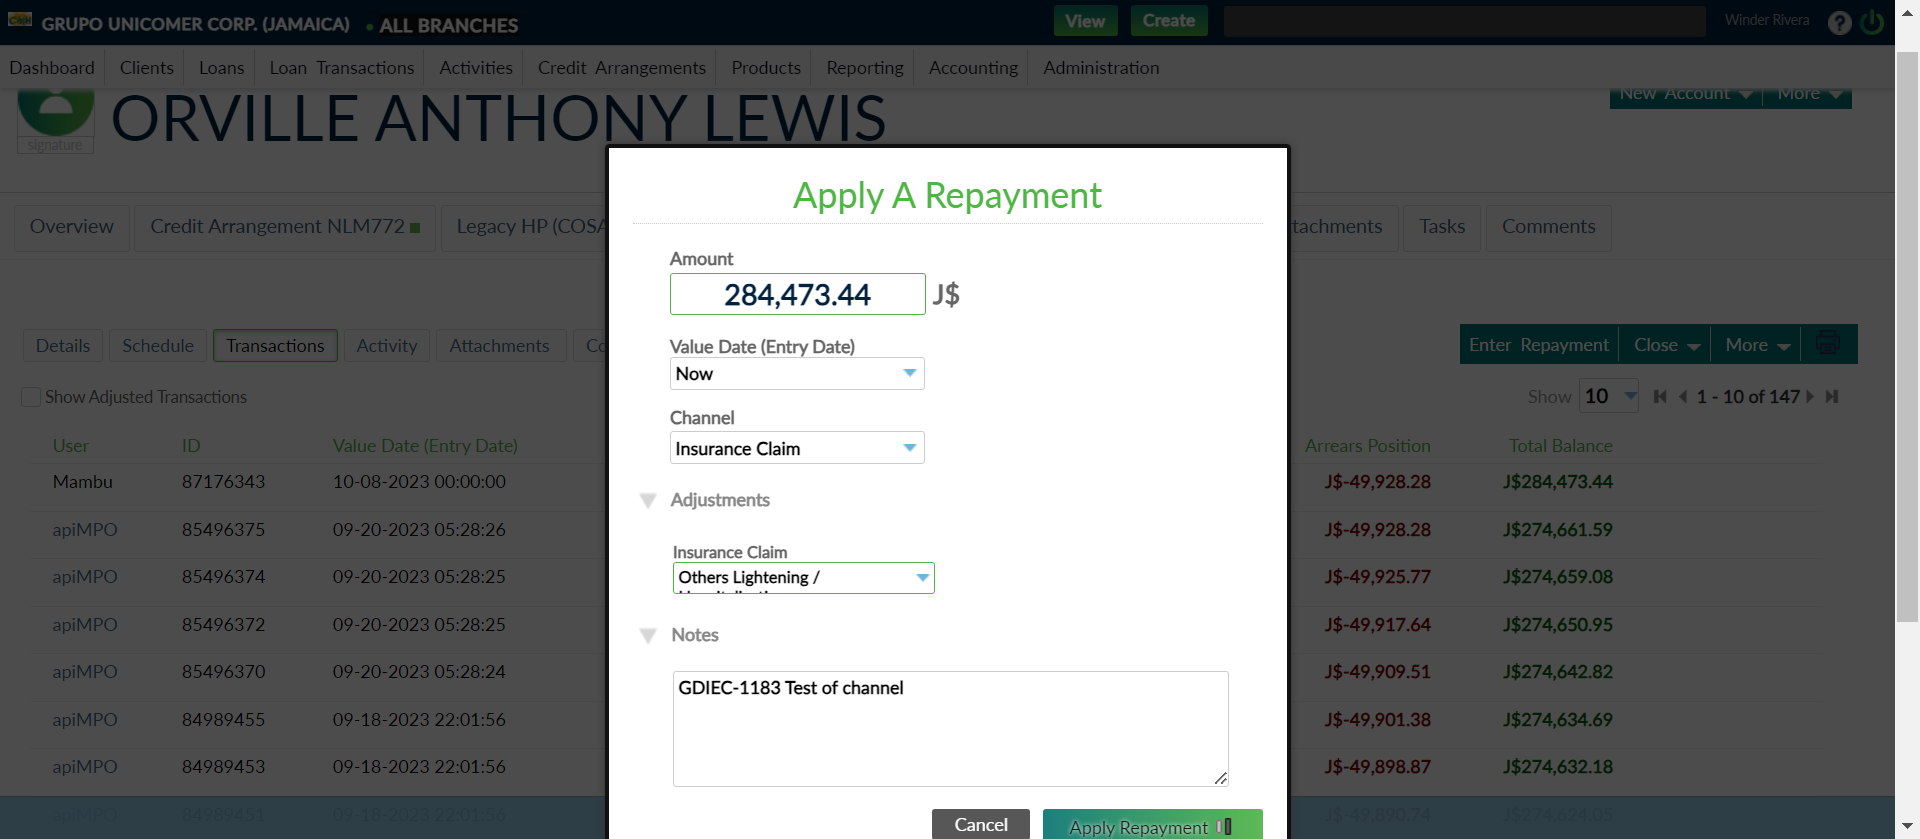 GRUPO UNICOMER CORP. (JAMAICA) • ALL BRANCHES View Create Winder Rivera ?
Dashboard Clients Loans Loan Transactions Activities Credit Arrangements Products Reporting Accounting Administration
New Account More
ORVILLE ANTHONY LEWIS
signature
Apply A Repayment
Overview Credit Arrangement NLM772 Legacy HP (COSA tachments Tasks Comments
Amount
284,473.44 J$
Details Schedule Transactions Activity Attachments Co Enter Repayment Close More
Value Date (Entry Date)
Now
Show Adjusted Transactions Show 10 1 - 10 of 147
Channel
Insurance Claim
User ID Value Date (Entry Date) Arrears Position Total Balance
Mambu 87176343 10-08-2023 00:00:00 J$-49,928.28 J$284,473.44
Adjustments
apiMPO 85496375 09-20-2023 05:28:26 J$-49,928.28 J$274,661.59
Insurance Claim
Others Lightening /
apiMPO 85496374 09-20-2023 05:28:25 J$-49,925.77 J$274,659.08
apiMPO 85496372 09-20-2023 05:28:25 J$-49,917.64 J$274,650.95
Notes
apiMPO 85496370 09-20-2023 05:28:24 J$-49,909.51 J$274,642.82
GDIEC-1183 Test of channel
apiMPO 84989455 09-18-2023 22:01:56 J$-49,901.38 J$274,634.69
apiMPO 84989453 09-18-2023 22:01:56 J$-49,898.87 J$274,632.18
apiMPO 84989451 09-18-2023 22:01:56 J$-49,890.74 J$274,624.05
Cancel Apply Repayment